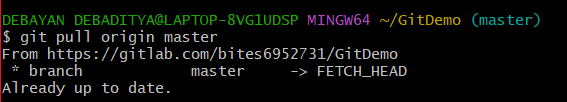 DEBAYAN DEBADITYA@LAPTOP-8VG1UDSP MINGW64 ~/GitDemo (master)
$ git pull origin master
From https://gitlab.com/bites6952731/GitDemo
 * branch            master     -> FETCH_HEAD
Already up to date.